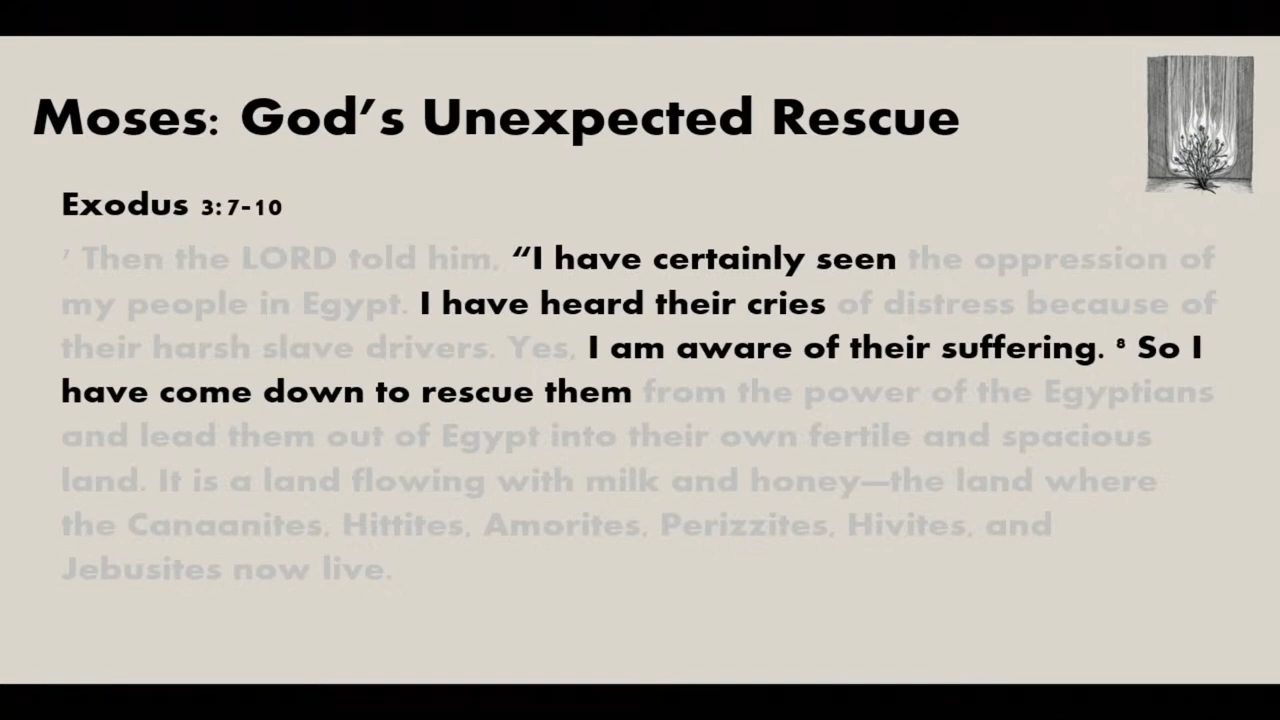 Moses: God's Unexpected Rescue
Exodus 3:7-10
⁷ Then the LORD told him, “I have certainly seen the oppression of
my people in Egypt. I have heard their cries of distress because of
their harsh slave drivers. Yes, I am aware of their suffering. ⁸ So I
have come down to rescue them from the power of the Egyptians
and lead them out of Egypt into their own fertile and spacious
land. It is a land flowing with milk and honey—the land where
the Canaanites, Hittites, Amorites, Perizzites, Hivites, and
Jebusites now live.